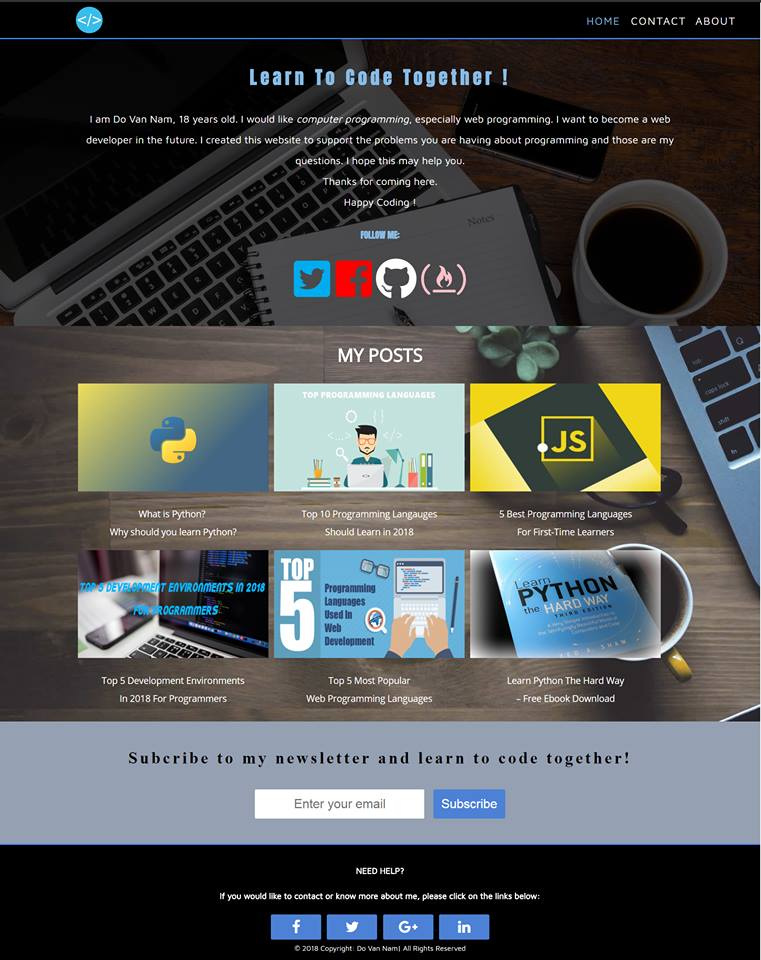 </>
HOME CONTACT ABOUT
Learn To Code Together !
I am Do Van Nam, 18 years old. I would like computer programming, especially web programming. I want to become a web
developer in the future. I created this website to support the problems you are having about programming and those are my
questions. I hope this may help you.
Thanks for coming here.
Happy Coding !
Notes
FOLLOW ME:
MY POSTS
TOP PROGRAMMING LANGUAGES
<...> </>
JS
What is Python?
Why should you learn Python?
Top 10 Programming Langauges
Should Learn in 2018
5 Best Programming Languages
For First-Time Learners
TOP 5 DEVELOPMENT ENVIRONMENTS IN 2018
FOR PROGRAMMERS
TOP
5
Programming
Languages
Used in
Web
Development
Learn
PYTHON
the HARD WAY
THIRD EDITION
Top 5 Development Environments
In 2018 For Programmers
Top 5 Most Popular
Web Programming Languages
Learn Python The Hard Way
– Free Ebook Download
tab
caps lock
shift
fn
Subcribe to my newsletter and learn to code together!
Enter your email
Subscribe
NEED HELP?
If you would like to contact or know more about me, please click on the links below:
f G+ in
© 2018 Copyright: Do Van Nam| All Rights Reserved